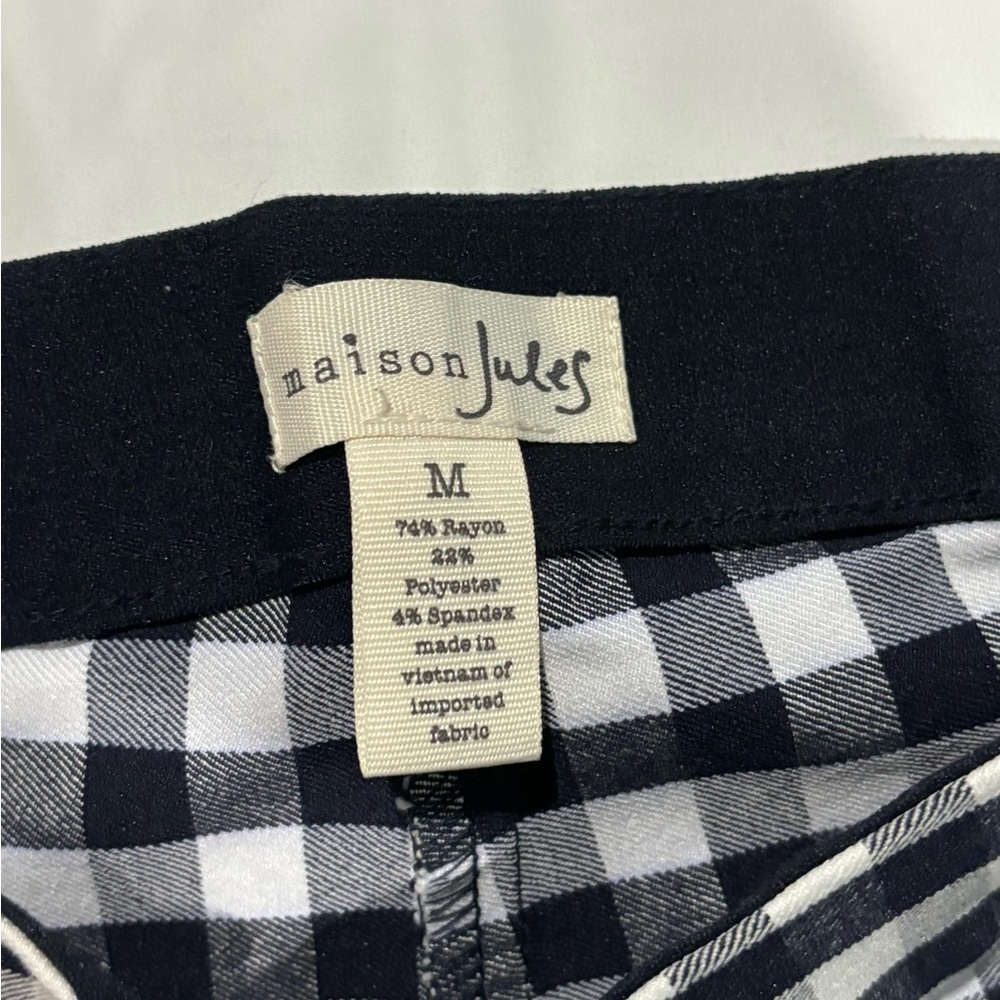 maison Jules
M
74% Rayon
22%
Polyester
4% Spandex
made in
vietnam of
imported
fabric